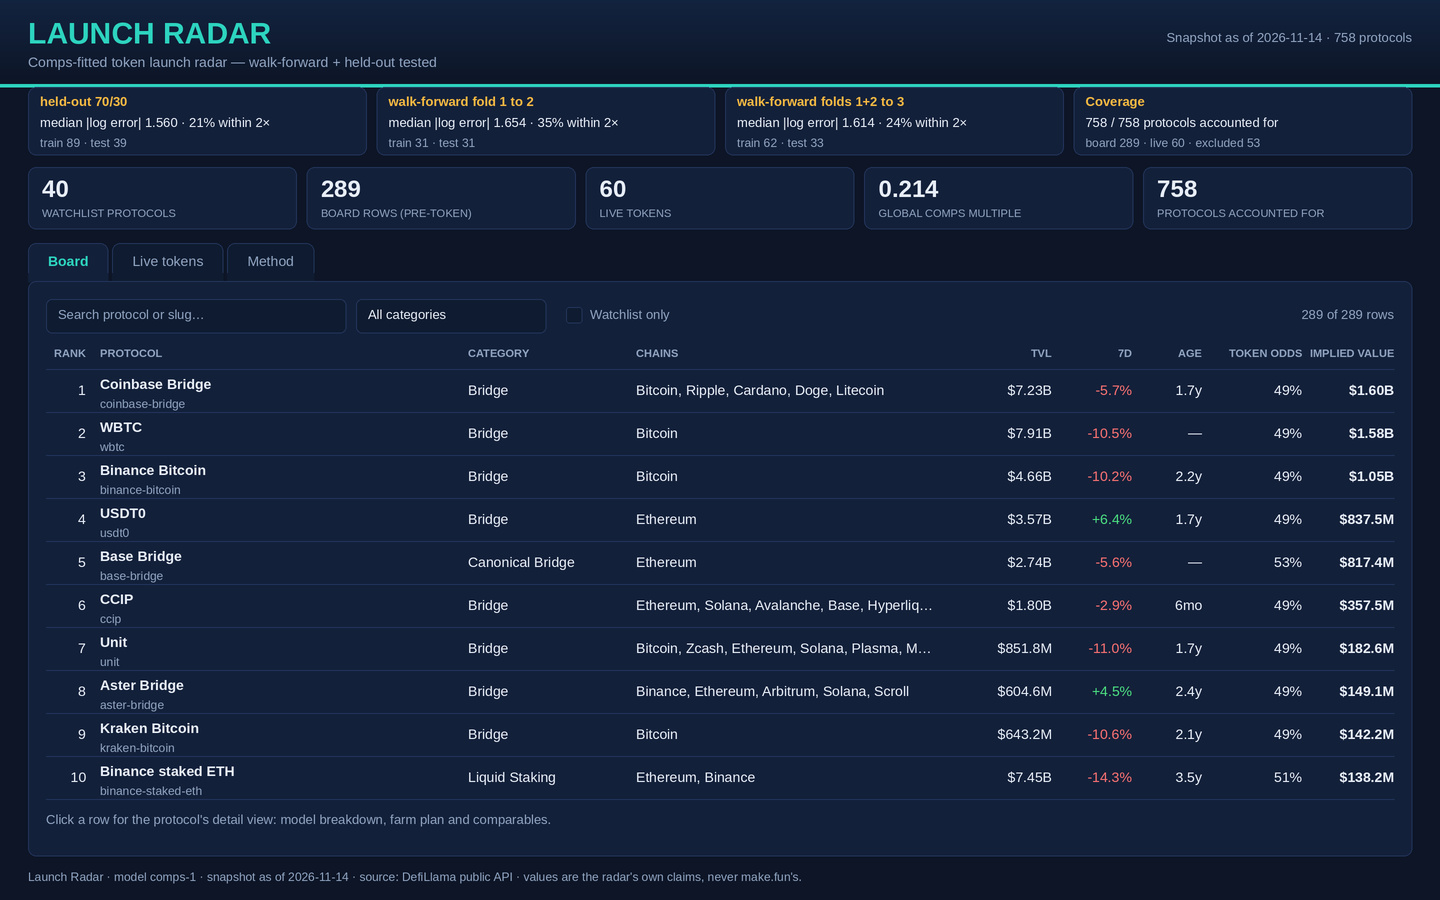 LAUNCH RADAR
Comps-fitted token launch radar — walk-forward + held-out tested
Snapshot as of 2026-11-14 · 758 protocols
held-out 70/30
median |log error| 1.560 · 21% within 2×
train 89 · test 39
walk-forward fold 1 to 2
median |log error| 1.654 · 35% within 2×
train 31 · test 31
walk-forward folds 1+2 to 3
median |log error| 1.614 · 24% within 2×
train 62 · test 33
Coverage
758 / 758 protocols accounted for
board 289 · live 60 · excluded 53
40
WATCHLIST PROTOCOLS
289
BOARD ROWS (PRE-TOKEN)
60
LIVE TOKENS
0.214
GLOBAL COMPS MULTIPLE
758
PROTOCOLS ACCOUNTED FOR
Board
Live tokens
Method
Search protocol or slug…
All categories
Watchlist only
289 of 289 rows
RANK PROTOCOL CATEGORY CHAINS TVL 7D AGE TOKEN ODDS IMPLIED VALUE
1 Coinbase Bridge Bridge Bitcoin, Ripple, Cardano, Doge, Litecoin $7.23B -5.7% 1.7y 49% $1.60B
coinbase-bridge
2 WBTC Bridge Bitcoin $7.91B -10.5% — 49% $1.58B
wbtc
3 Binance Bitcoin Bridge Bitcoin $4.66B -10.2% 2.2y 49% $1.05B
binance-bitcoin
4 USDT0 Bridge Ethereum $3.57B +6.4% 1.7y 49% $837.5M
usdt0
5 Base Bridge Canonical Bridge Ethereum $2.74B -5.6% — 53% $817.4M
base-bridge
6 CCIP Bridge Ethereum, Solana, Avalanche, Base, Hyperliq… $1.80B -2.9% 6mo 49% $357.5M
ccip
7 Unit Bridge Bitcoin, Zcash, Ethereum, Solana, Plasma, M… $851.8M -11.0% 1.7y 49% $182.6M
unit
8 Aster Bridge Bridge Binance, Ethereum, Arbitrum, Solana, Scroll $604.6M +4.5% 2.4y 49% $149.1M
aster-bridge
9 Kraken Bitcoin Bridge Bitcoin $643.2M -10.6% 2.1y 49% $142.2M
kraken-bitcoin
10 Binance staked ETH Liquid Staking Ethereum, Binance $7.45B -14.3% 3.5y 51% $138.2M
binance-staked-eth
Click a row for the protocol's detail view: model breakdown, farm plan and comparables.
Launch Radar · model comps-1 · snapshot as of 2026-11-14 · source: DefiLlama public API · values are the radar's own claims, never make.fun's.